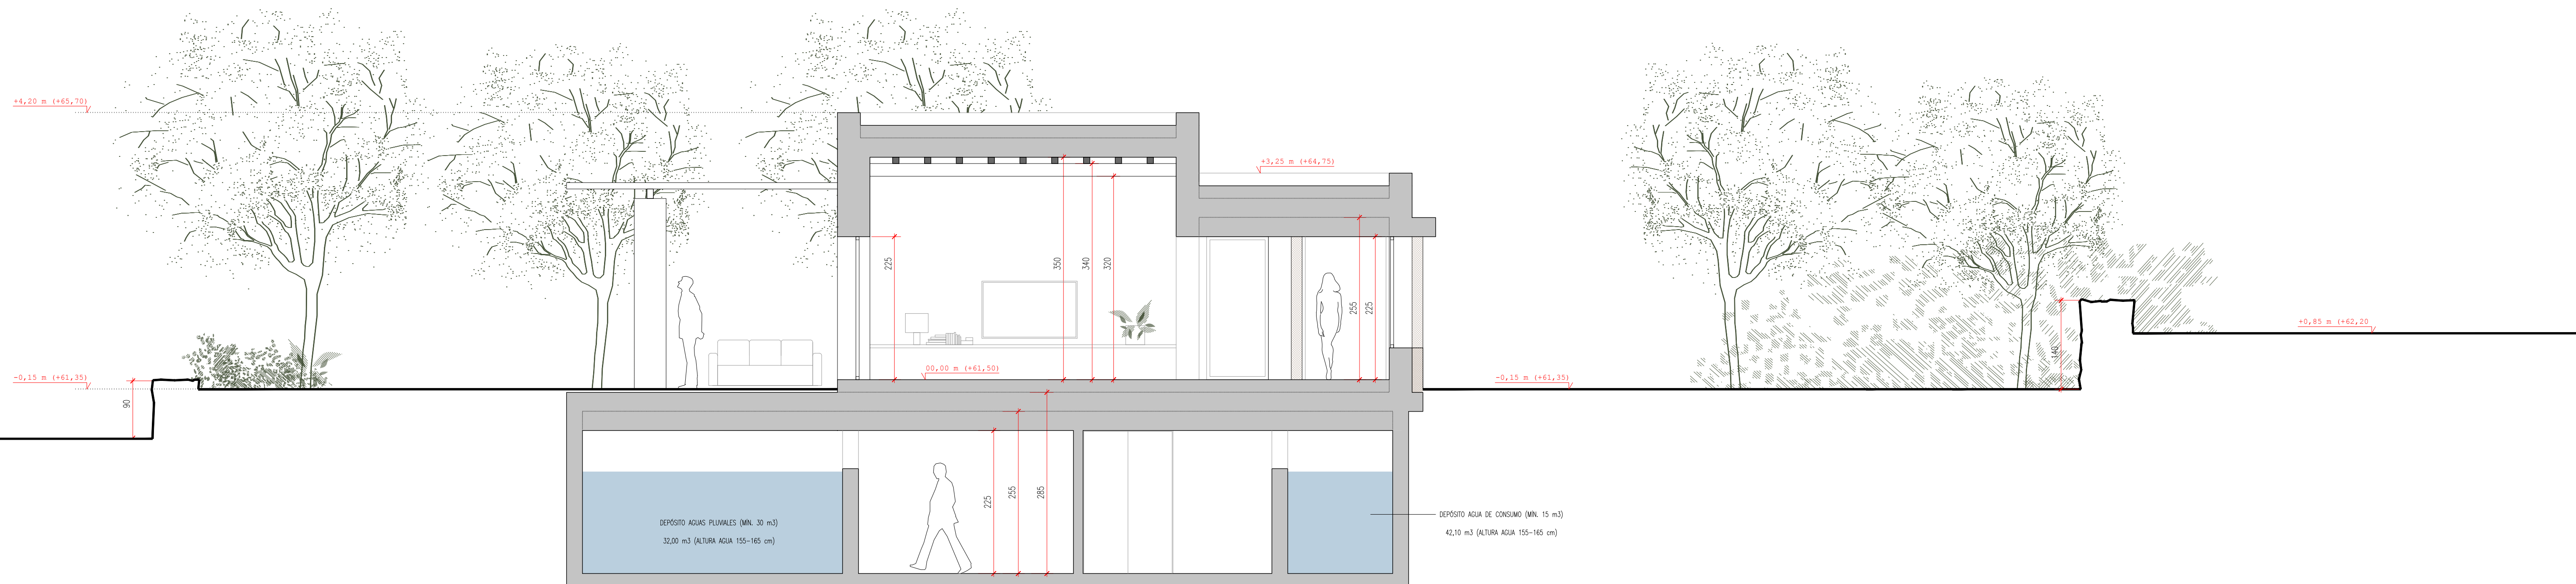 +4,20 m (+65,70)
+3,25 m (+64,75)
225
350
340
320
255
225
+0,85 m (+62,20
140
00,00 m (+61,50)
-0,15 m (+61,35)
-0,15 m (+61,35)
90
225
255
285
DEPÓSITO AGUAS PLUVIALES (MÍN. 30 m3)
32,00 m3 (ALTURA AGUA 155-165 cm)
DEPÓSITO AGUA DE CONSUMO (MÍN. 15 m3)
42,10 m3 (ALTURA AGUA 155-165 cm)